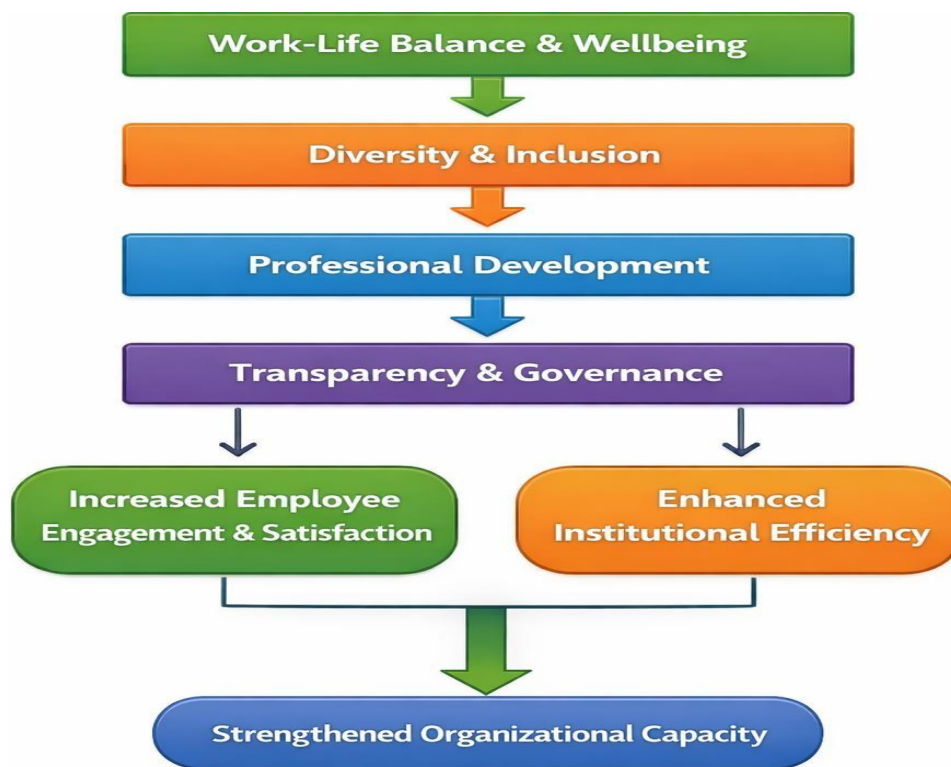 Work-Life Balance & Wellbeing
Diversity & Inclusion
Professional Development
Transparency & Governance
Increased Employee
Engagement & Satisfaction
Enhanced
Institutional Efficiency
Strengthened Organizational Capacity